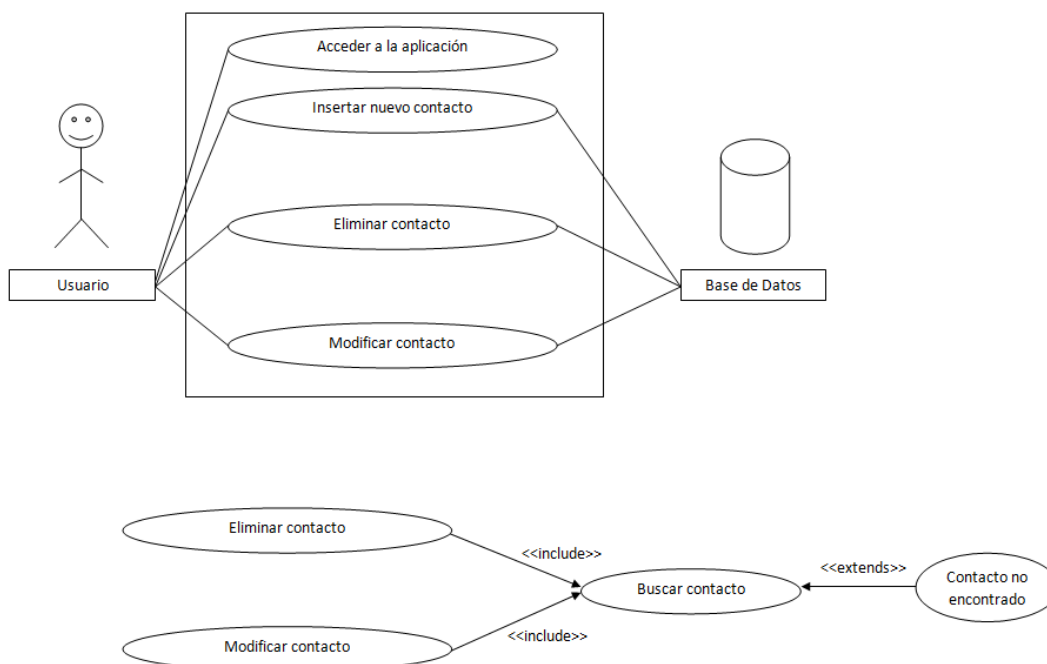 Acceder a la aplicación
Insertar nuevo contacto
Eliminar contacto
Usuario
Base de Datos
Modificar contacto
Eliminar contacto
<<include>>
<<extends>>
Buscar contacto
Contacto no
encontrado
<<include>>
Modificar contacto